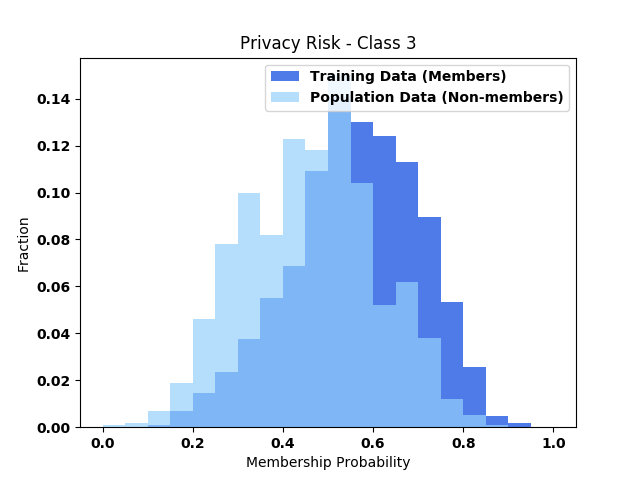 Privacy Risk - Class 3
Training Data (Members)
Population Data (Non-members)
0.14
0.12
0.10
0.08
0.06
0.04
0.02
0.00
Fraction
0.0 0.2 0.4 0.6 0.8 1.0
Membership Probability